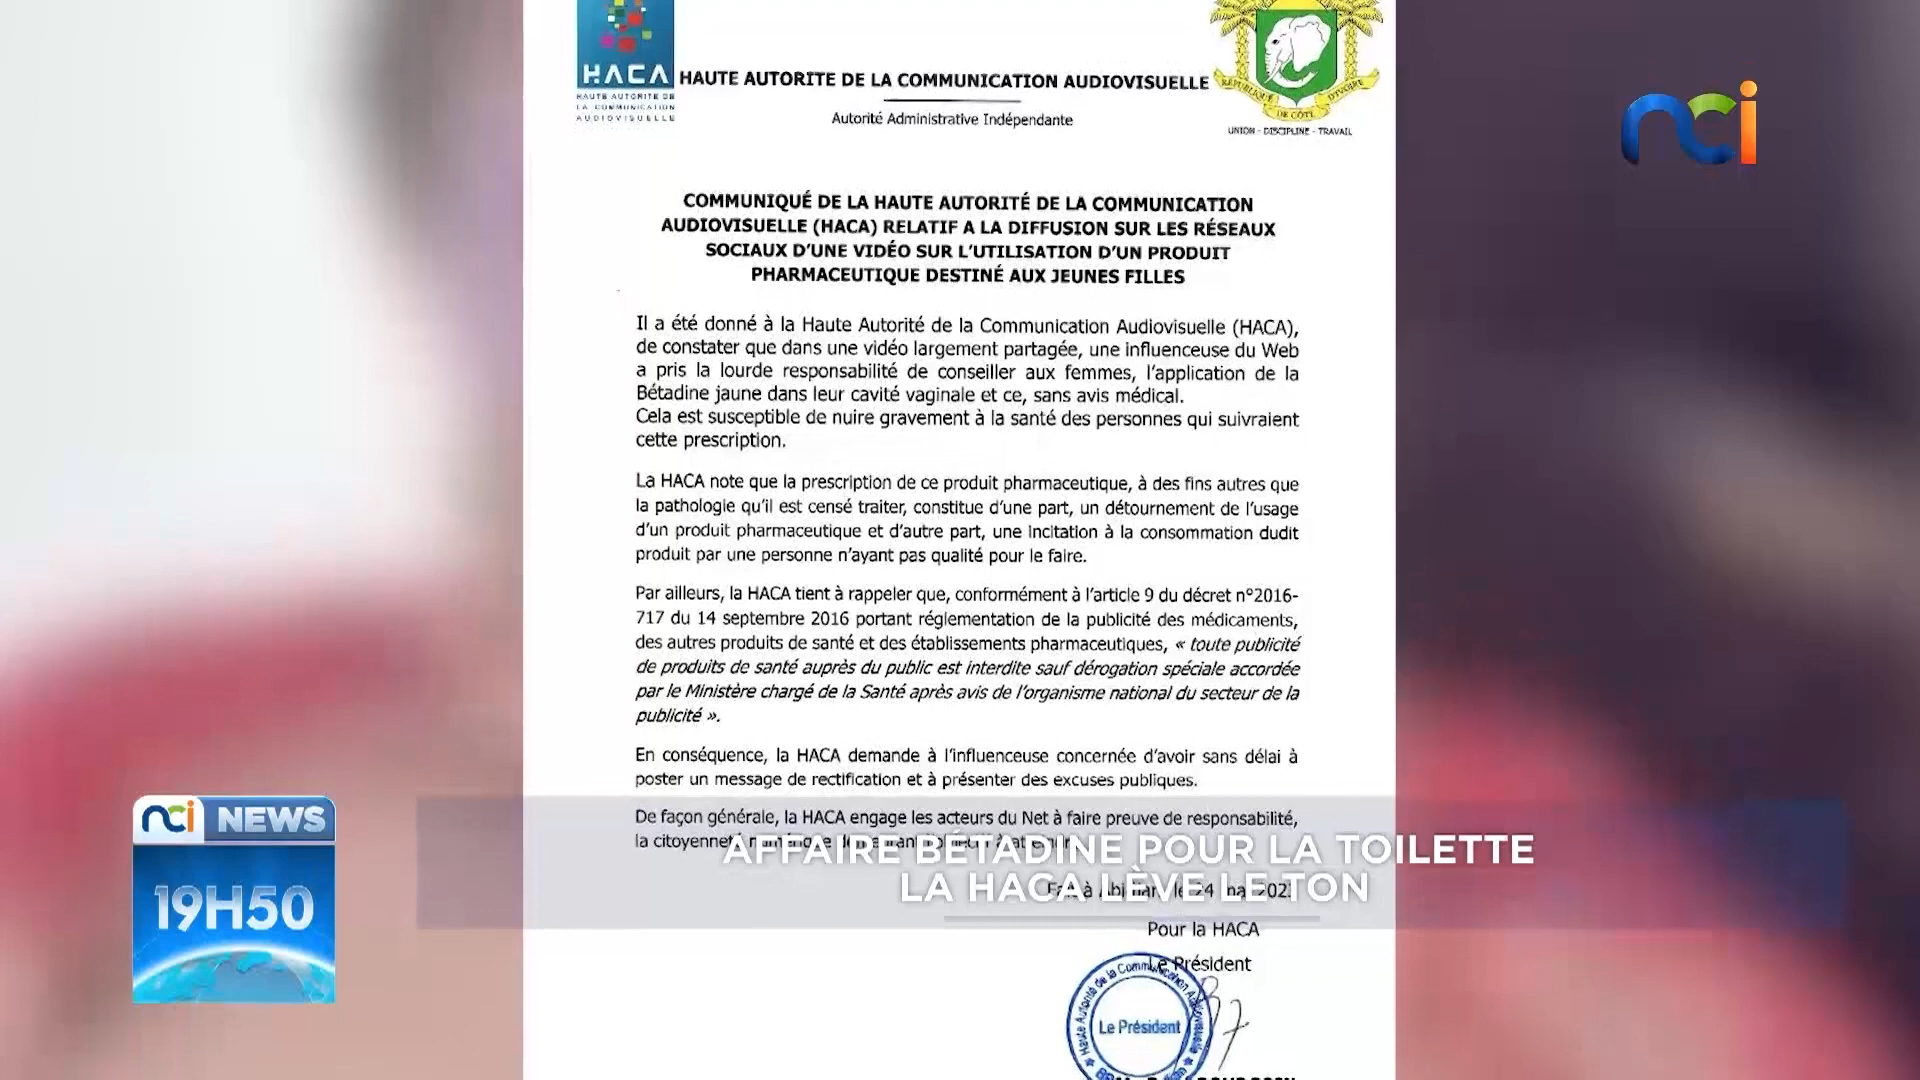 HACA
HAUTE AUTORITE DE
LA COMMUNICATION
AUDIOVISUELLE
HAUTE AUTORITE DE LA COMMUNICATION AUDIOVISUELLE
Autorité Administrative Indépendante
RÉPUBLIQUE DE CÔTE D'IVOIRE
UNION - DISCIPLINE - TRAVAIL
nci
COMMUNIQUÉ DE LA HAUTE AUTORITÉ DE LA COMMUNICATION
AUDIOVISUELLE (HACA) RELATIF A LA DIFFUSION SUR LES RÉSEAUX
SOCIAUX D'UNE VIDÉO SUR L'UTILISATION D'UN PRODUIT
PHARMACEUTIQUE DESTINÉ AUX JEUNES FILLES
Il a été donné à la Haute Autorité de la Communication Audiovisuelle (HACA),
de constater que dans une vidéo largement partagée, une influenceuse du Web
a pris la lourde responsabilité de conseiller aux femmes, l'application de la
Bétadine jaune dans leur cavité vaginale et ce, sans avis médical.
Cela est susceptible de nuire gravement à la santé des personnes qui suivraient
cette prescription.
La HACA note que la prescription de ce produit pharmaceutique, à des fins autres que
la pathologie qu'il est censé traiter, constitue d'une part, un détournement de l'usage
d'un produit pharmaceutique et d'autre part, une incitation à la consommation dudit
produit par une personne n'ayant pas qualité pour le faire.
Par ailleurs, la HACA tient à rappeler que, conformément à l'article 9 du décret n°2016-
717 du 14 septembre 2016 portant réglementation de la publicité des médicaments,
des autres produits de santé et des établissements pharmaceutiques, « toute publicité
de produits de santé auprès du public est interdite sauf dérogation spéciale accordée
par le Ministère chargé de la Santé après avis de l'organisme national du secteur de la
publicité ».
En conséquence, la HACA demande à l'influenceuse concernée d'avoir sans délai à
poster un message de rectification et à présenter des excuses publiques.
De façon générale, la HACA engage les acteurs du Net à faire preuve de responsabilité,
la citoyenneté
AFFAIRE BÉTADINE POUR LA TOILETTE
LA HACA LÈVE LE TON
Pour la HACA
Le Président
Haute Autorité de la Communication Audiovisuelle
Le Président
nci NEWS
19H50